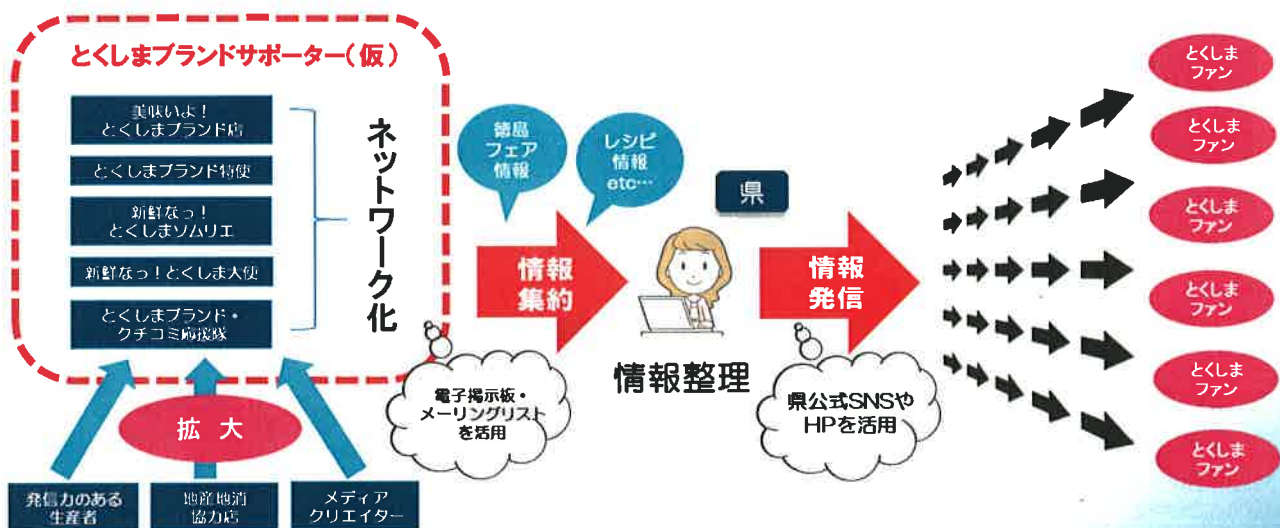 とくしまブランドサポーター(仮)
美味いよ!
とくしまブランド店
とくしまブランド特使
新鮮なっ!
とくしまソムリエ
新鮮なっ!とくしま大使
とくしまブランド・
クチコミ応援隊
ネットワーク化
拡 大
発信力のある
生産者
地産地消
協力店
メディア
クリエイター
徳島
フェア
情報
レシピ
情報
etc…
情報
集約
電子掲示板・
メーリングリスト
を活用
県
情報整理
情報
発信
県公式SNSや
HPを活用
とくしま
ファン
とくしま
ファン
とくしま
ファン
とくしま
ファン
とくしま
ファン
とくしま
ファン